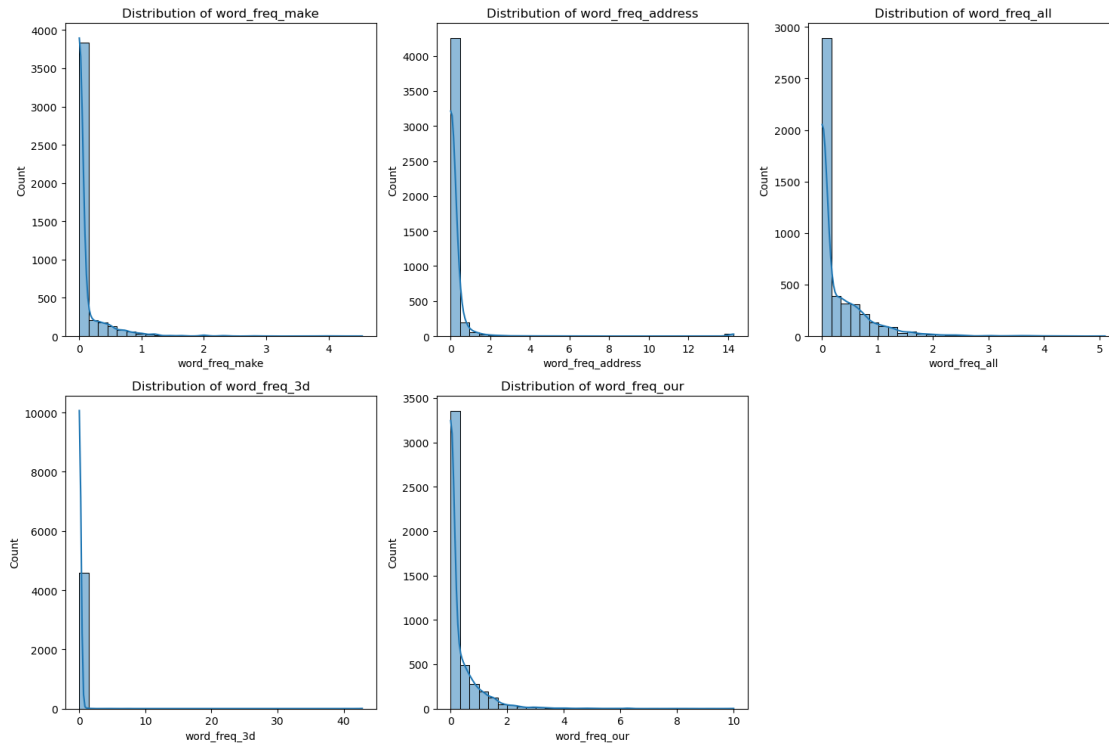 Distribution of word_freq_make
4000
3500
3000
2500
2000
1500
1000
500
0
Count
0 1 2 3 4
word_freq_make
Distribution of word_freq_address
4000
3500
3000
2500
2000
1500
1000
500
0
Count
0 2 4 6 8 10 12 14
word_freq_address
Distribution of word_freq_all
3000
2500
2000
1500
1000
500
0
Count
0 1 2 3 4 5
word_freq_all
Distribution of word_freq_3d
10000
8000
6000
4000
2000
0
Count
0 10 20 30 40
word_freq_3d
Distribution of word_freq_our
3500
3000
2500
2000
1500
1000
500
0
Count
0 2 4 6 8 10
word_freq_our